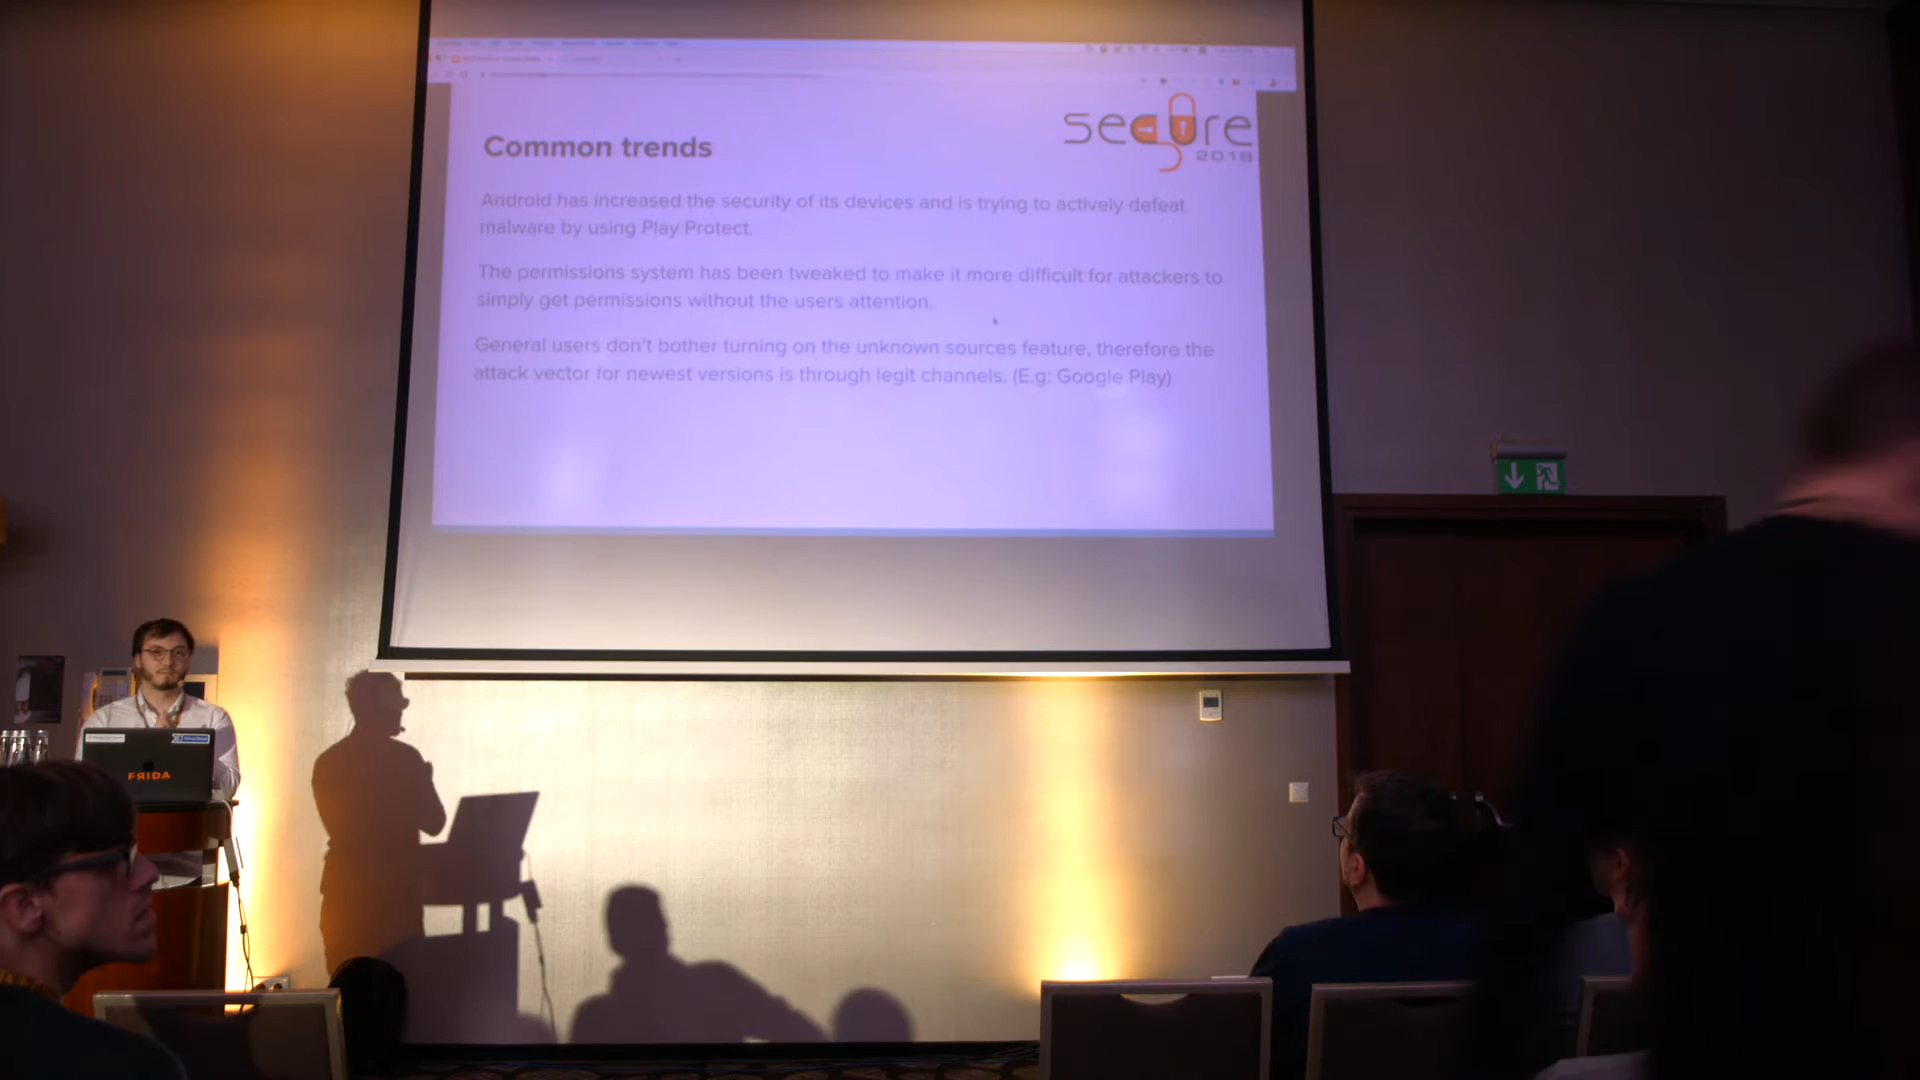 secure
2018
Common trends
Android has increased the security of its devices and is trying to actively defeat
malware by using Play Protect.
The permissions system has been tweaked to make it more difficult for attackers to
simply get permissions without the users attention.
General users don't bother turning on the unknown sources feature, therefore the
attack vector for newest versions is through legit channels. (E.g: Google Play)
FRIDA